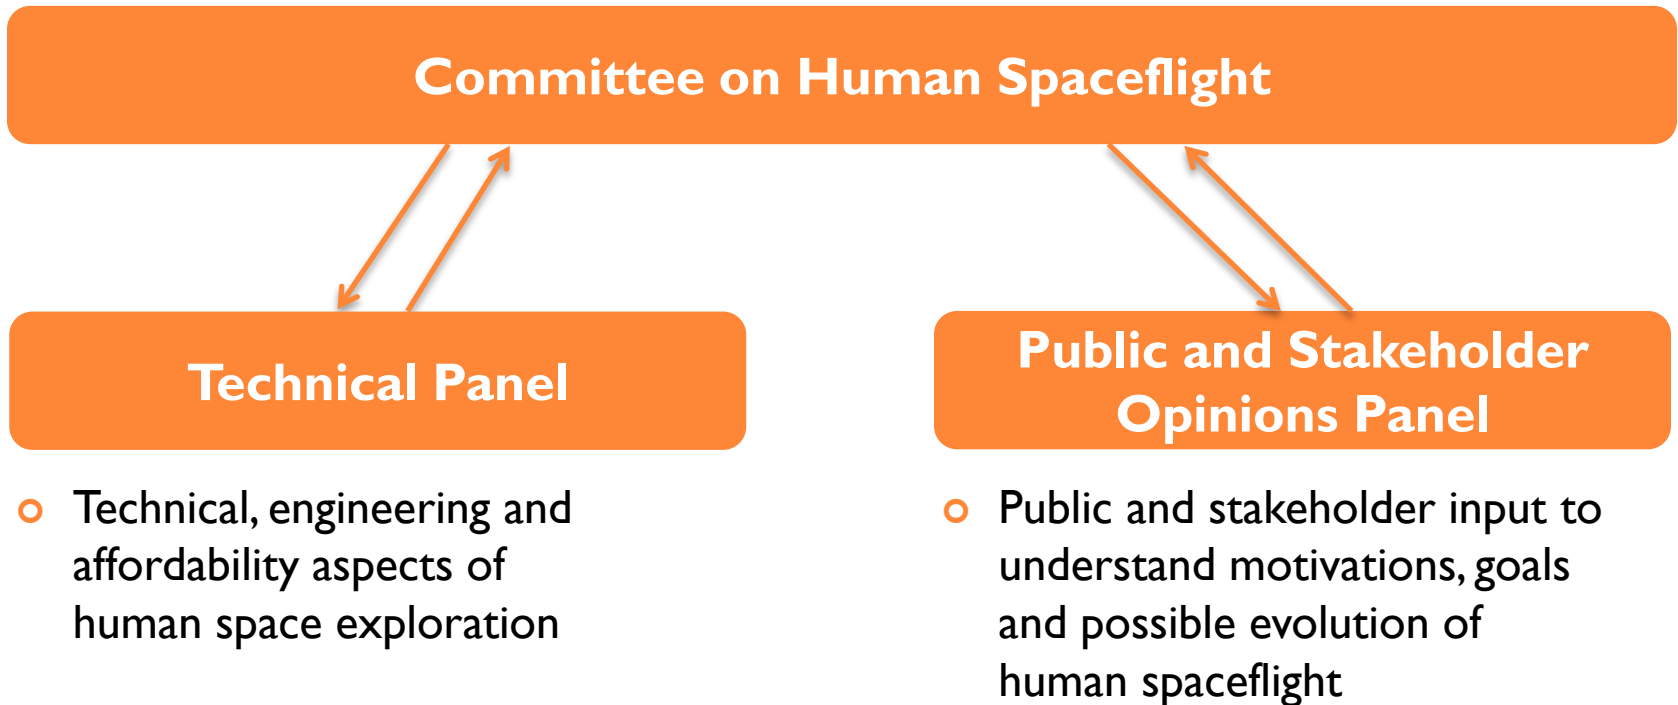 Committee on Human Spaceflight
Technical Panel
Public and Stakeholder
Opinions Panel
Technical, engineering and
affordability aspects of
human space exploration
Public and stakeholder input to
understand motivations, goals
and possible evolution of
human spaceflight